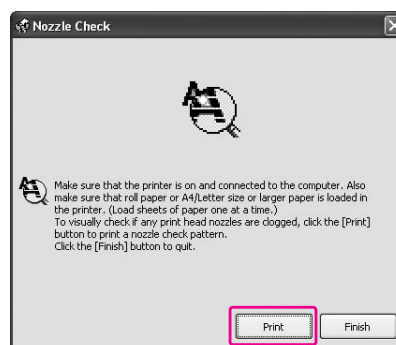 Nozzle Check
Make sure that the printer is on and connected to the computer. Also
make sure that roll paper or A4/Letter size or larger paper is loaded in
the printer. (Load sheets of paper one at a time.)
To visually check if any print head nozzles are clogged, click the [Print]
button to print a nozzle check pattern.
Click the [Finish] button to quit.
Print
Finish